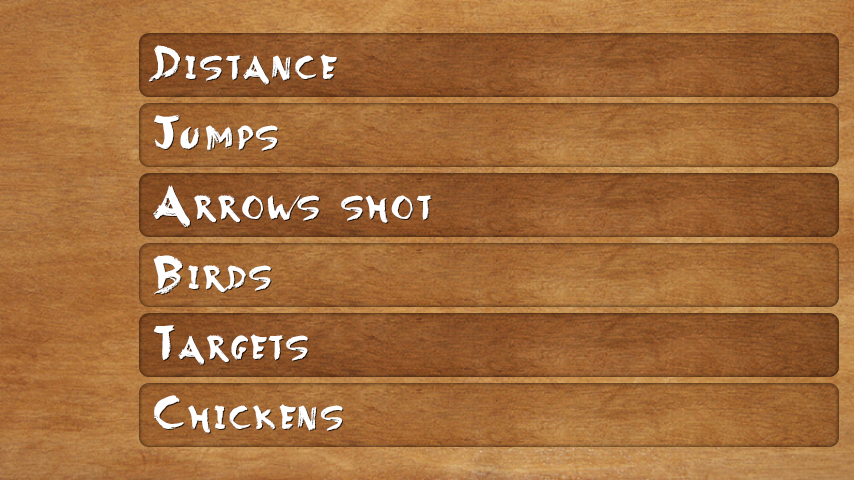 Distance
Jumps
Arrows shot
Birds
Targets
Chickens